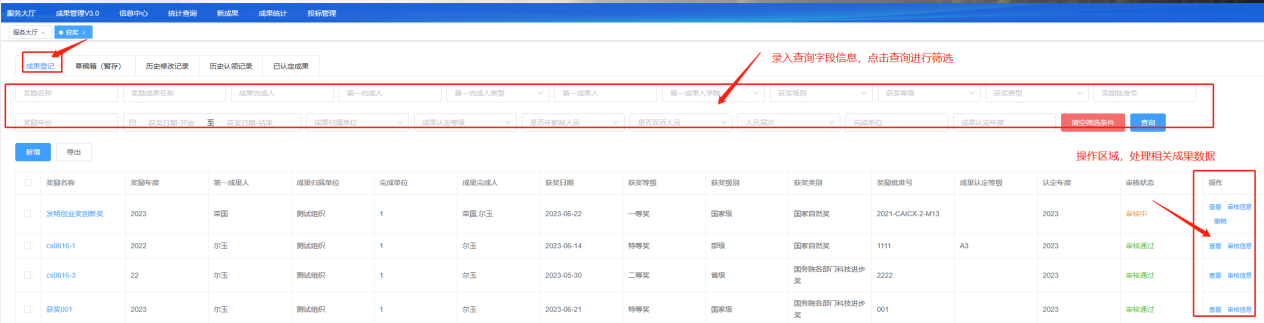 服务大厅 成果管理V3.0 信息中心 统计查询 新成果 成果统计 投标管理
服务大厅 × ● 获奖 ×
成果登记 草稿箱（暂存） 历史修改记录 历史认领记录 已认定成果
录入查询字段信息，点击查询进行筛选
奖励名称 奖励成果名称 成果完成人 第一完成人 第一完成人类型 第一成果人 第一成果人学院 获奖级别 获奖等级 获奖类型 奖励批准号
奖励年份 获奖日期-开始 至 获奖日期-结束 成果归属单位 成果认定等级 是否年薪制人员 是否双百人员 人员层次 完成单位 成果认定年度 清空筛选条件 查询
新增 导出
操作区域，处理相关成果数据
奖励名称 奖励年度 第一成果人 成果归属单位 完成单位 成果完成人 获奖日期 获奖等级 获奖级别 获奖类别 奖励批准号 成果认定等级 认定年度 审核状态 操作
发明创业奖创新奖 2023 荣国 测试组织 1 荣国,尔玉 2023-06-22 一等奖 国家级 国家自然奖 2021-CAICX-2-M13 2023 审核中 查看 审核信息
撤销
cs0616-1 2022 尔玉 测试组织 1 尔玉 2023-06-14 特等奖 部级 国家自然奖 1111 A3 2023 审核通过 查看 审核信息
cs0616-3 22 尔玉 测试组织 1 尔玉 2023-05-30 二等奖 省级 国务院各部门科技进步奖 2222 2023 审核通过 查看 审核信息
获奖001 2023 尔玉 测试组织 1 尔玉 2023-06-21 特等奖 国家级 国务院各部门科技进步奖 001 2023 审核通过 查看 审核信息